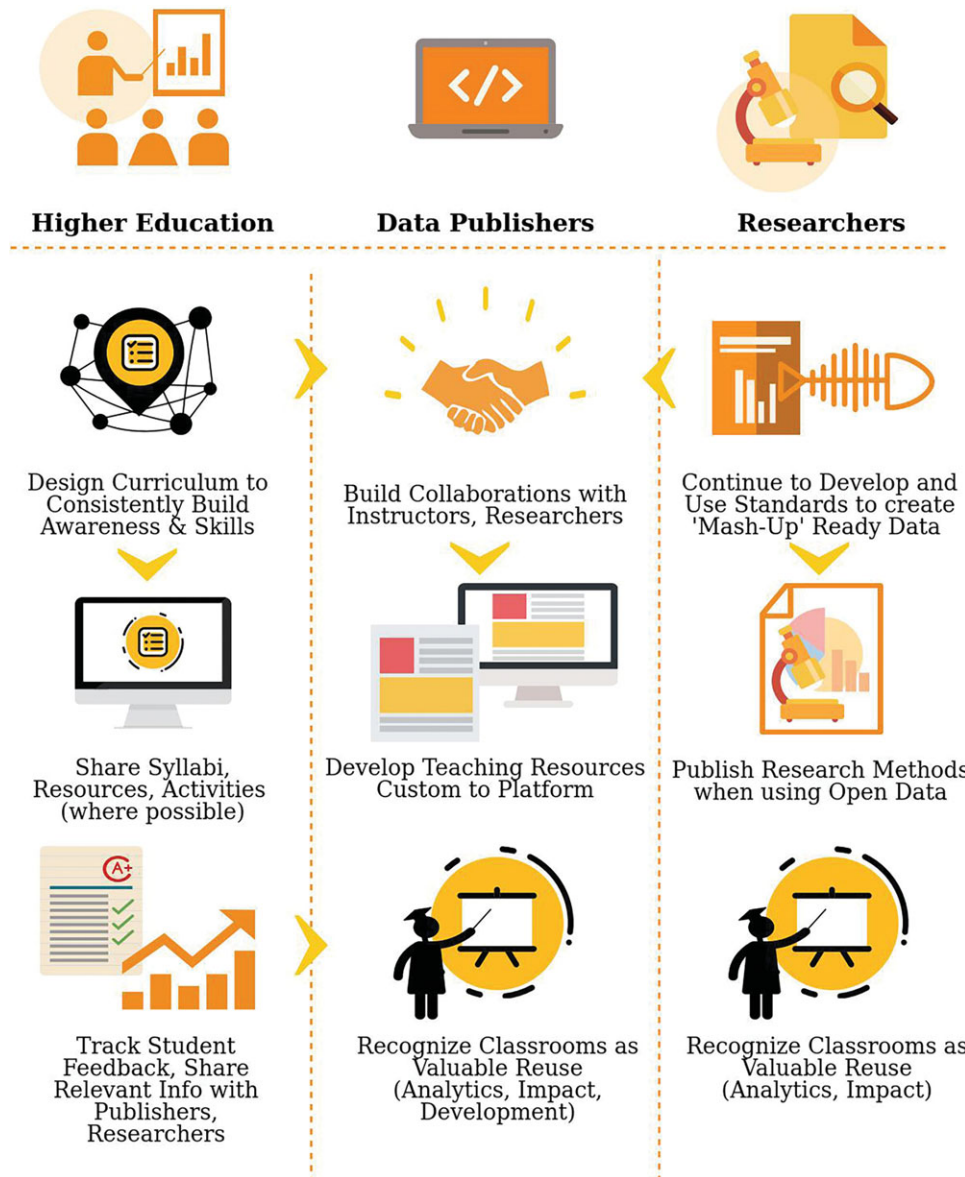 Higher Education
Data Publishers
Researchers
Design Curriculum to
Consistently Build
Awareness & Skills
Build Collaborations with
Instructors, Researchers
Continue to Develop and
Use Standards to create
'Mash-Up' Ready Data
Share Syllabi,
Resources, Activities
(where possible)
Develop Teaching Resources
Custom to Platform
Publish Research Methods
when using Open Data
A+
Track Student
Feedback, Share
Relevant Info with
Publishers,
Researchers
Recognize Classrooms as
Valuable Reuse
(Analytics, Impact,
Development)
Recognize Classrooms as
Valuable Reuse
(Analytics, Impact)